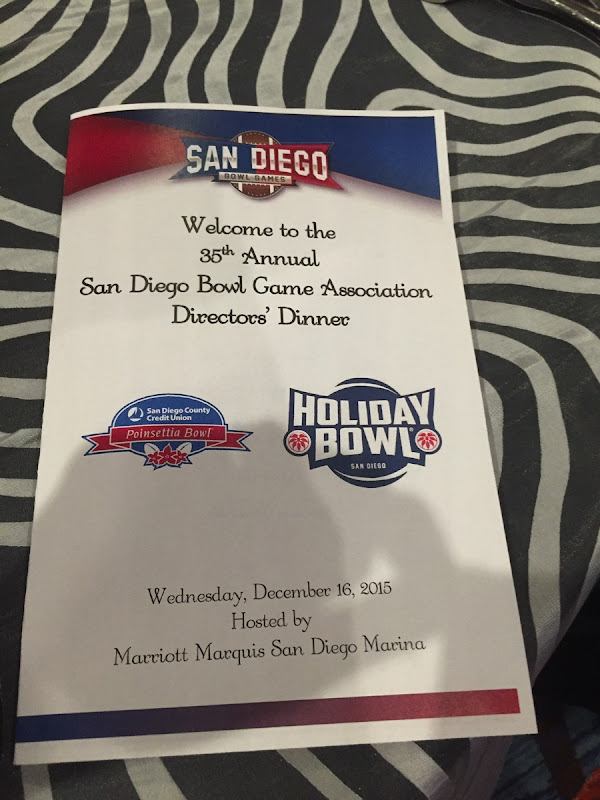 SAN DIEGO
BOWL GAMES
Welcome to the
35th Annual
San Diego Bowl Game Association
Directors' Dinner
San Diego County
Credit Union
Poinsettia Bowl
HOLIDAY
BOWL
SAN DIEGO
Wednesday, December 16, 2015
Hosted by
Marriott Marquis San Diego Marina